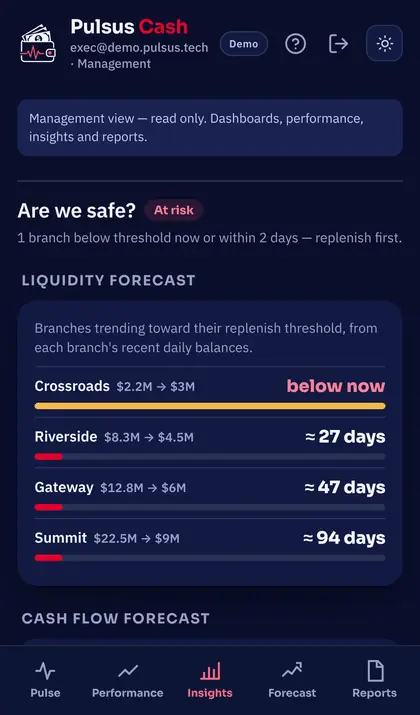 Pulsus Cash
exec@demo.pulsus.tech
· Management
Demo
Management view — read only. Dashboards, performance,
insights and reports.
Are we safe? At risk
1 branch below threshold now or within 2 days — replenish first.
LIQUIDITY FORECAST
Branches trending toward their replenish threshold, from
each branch's recent daily balances.
Crossroads $2.2M → $3M below now
Riverside $8.3M → $4.5M ≈ 27 days
Gateway $12.8M → $6M ≈ 47 days
Summit $22.5M → $9M ≈ 94 days
CASH FLOW FORECAST
Pulse Performance Insights Forecast Reports